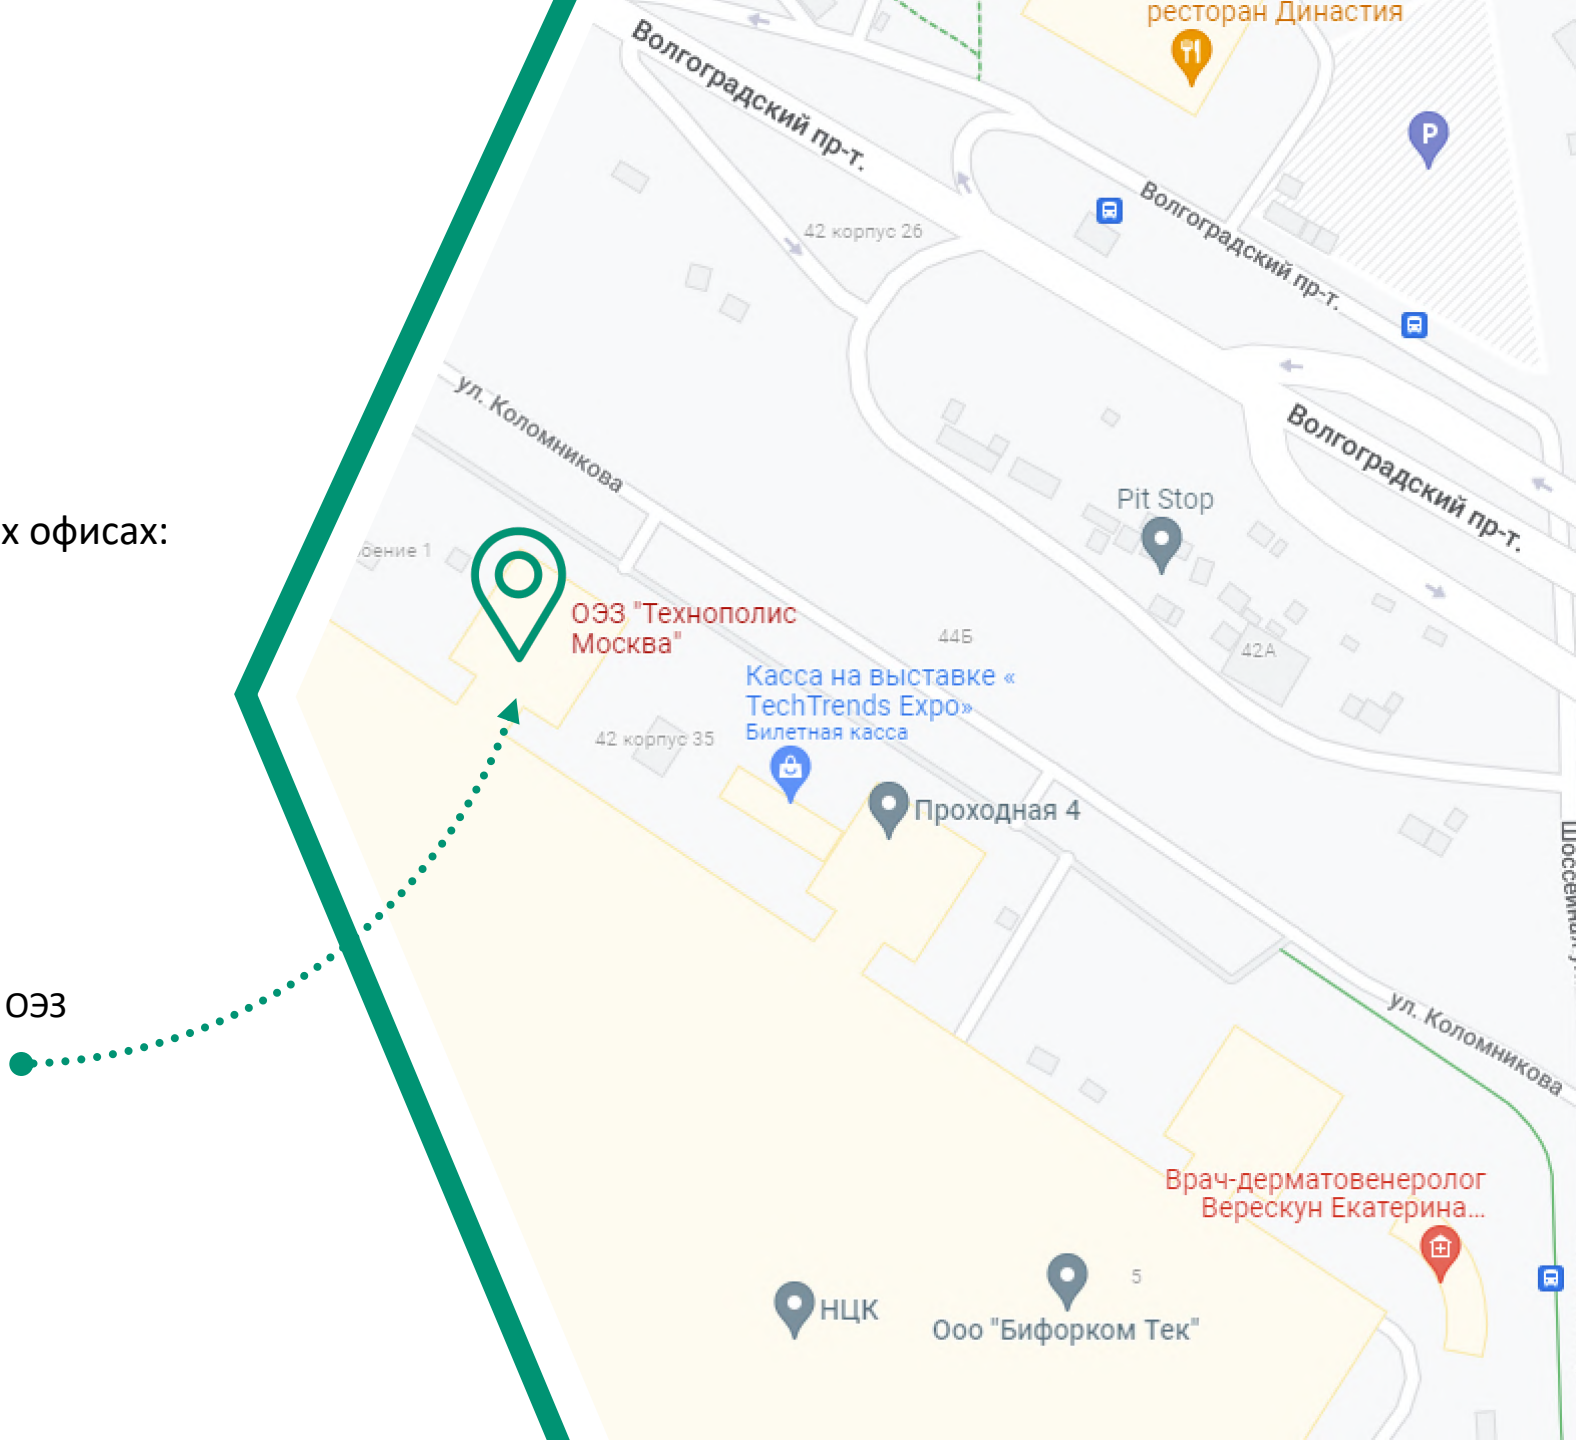 ресторан Династия
Волгоградский пр-т.
P
Волгоградский пр-т.
42 корпус 26
ул. Коломникова
Волгоградский пр-т.
Pit Stop
х офисах:
ОЭЗ "Технополис
Москва"
44Б
42А
Касса на выставке «
TechTrends Expo»
Билетная касса
42 корпус 35
Проходная 4
Шоссейная
ОЭЗ
ул. Коломникова
Врач-дерматовенеролог
Верескун Екатерина...
5
НЦК
Ооо "Бифорком Тек"